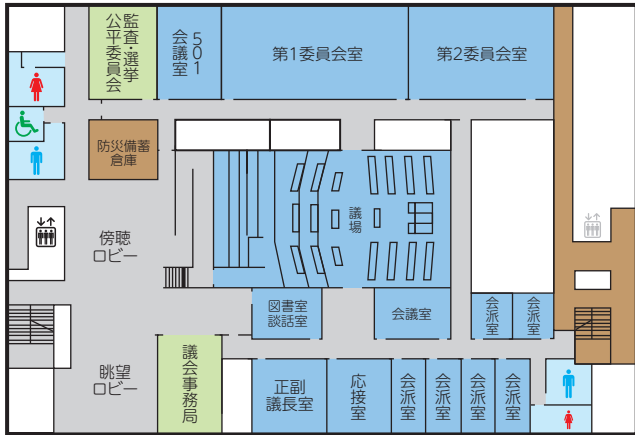 監査・選挙
公平委員会
会議室
501
第1委員会室
第2委員会室
防災備蓄
倉庫
傍聴
ロビー
議場
図書室
談話室
会議室
会派室
会派室
眺望
ロビー
議会事務局
正副
議長室
応接室
会派室
会派室
会派室
会派室